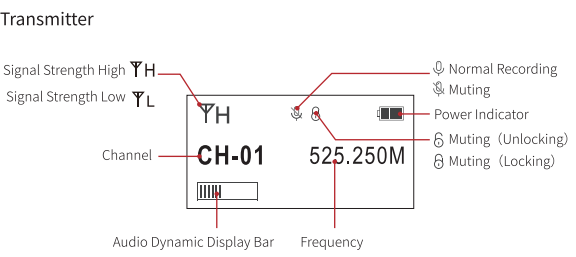 Transmitter
Signal Strength High H
Normal Recording
Signal Strength Low L
Muting
H
Power Indicator
Muting（Unlocking）
Channel
CH-01
525.250M
Muting（Locking）
Audio Dynamic Display Bar
Frequency